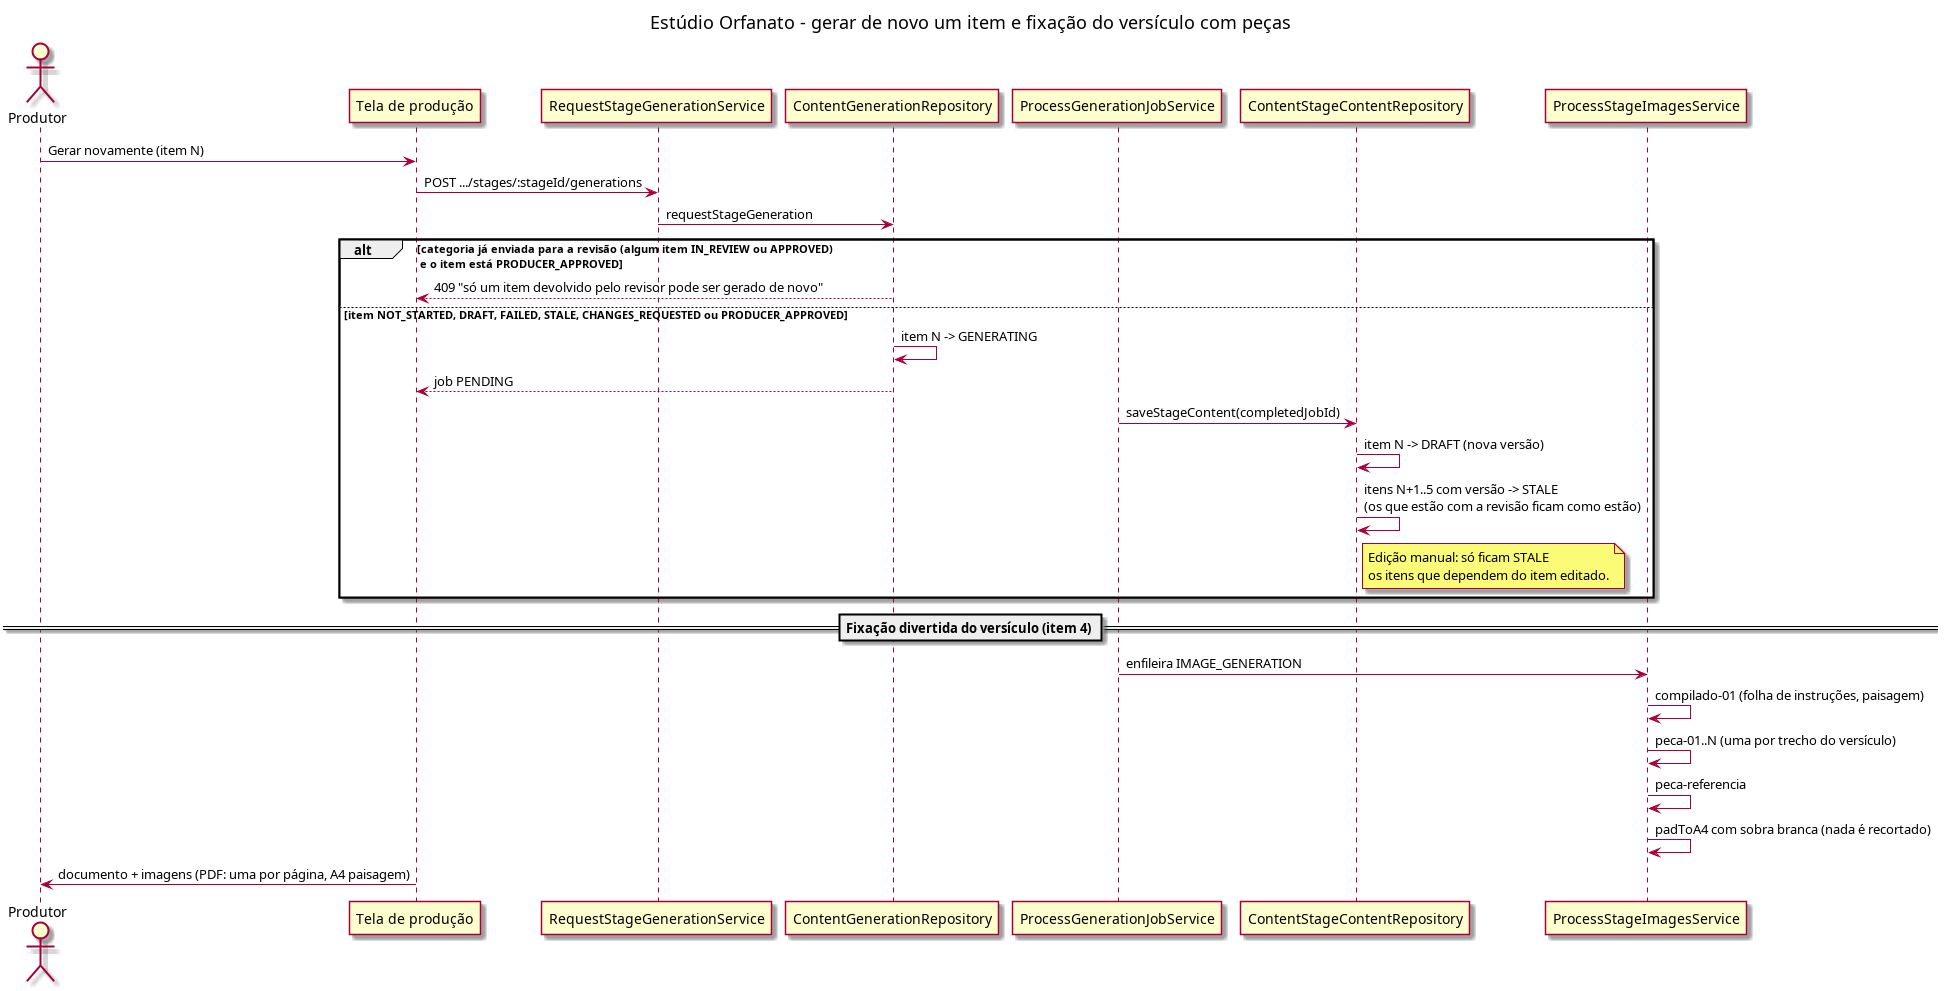 Estúdio Orfanato - gerar de novo um item e fixação do versículo com peças
Produtor
Tela de produção
RequestStageGenerationService
ContentGenerationRepository
ProcessGenerationJobService
ContentStageContentRepository
ProcessStageImagesService
Gerar novamente (item N)
POST .../stages/:stageId/generations
requestStageGeneration
alt
[categoria já enviada para a revisão (algum item IN_REVIEW ou APPROVED)
e o item está PRODUCER_APPROVED]
409 "só um item devolvido pelo revisor pode ser gerado de novo"
[item NOT_STARTED, DRAFT, FAILED, STALE, CHANGES_REQUESTED ou PRODUCER_APPROVED]
item N -> GENERATING
job PENDING
saveStageContent(completedJobId)
item N -> DRAFT (nova versão)
itens N+1..5 com versão -> STALE
(os que estão com a revisão ficam como estão)
Edição manual: só ficam STALE
os itens que dependem do item editado.
Fixação divertida do versículo (item 4)
enfileira IMAGE_GENERATION
compilado-01 (folha de instruções, paisagem)
peca-01..N (uma por trecho do versículo)
peca-referencia
padToA4 com sobra branca (nada é recortado)
documento + imagens (PDF: uma por página, A4 paisagem)
Produtor
Tela de produção
RequestStageGenerationService
ContentGenerationRepository
ProcessGenerationJobService
ContentStageContentRepository
ProcessStageImagesService